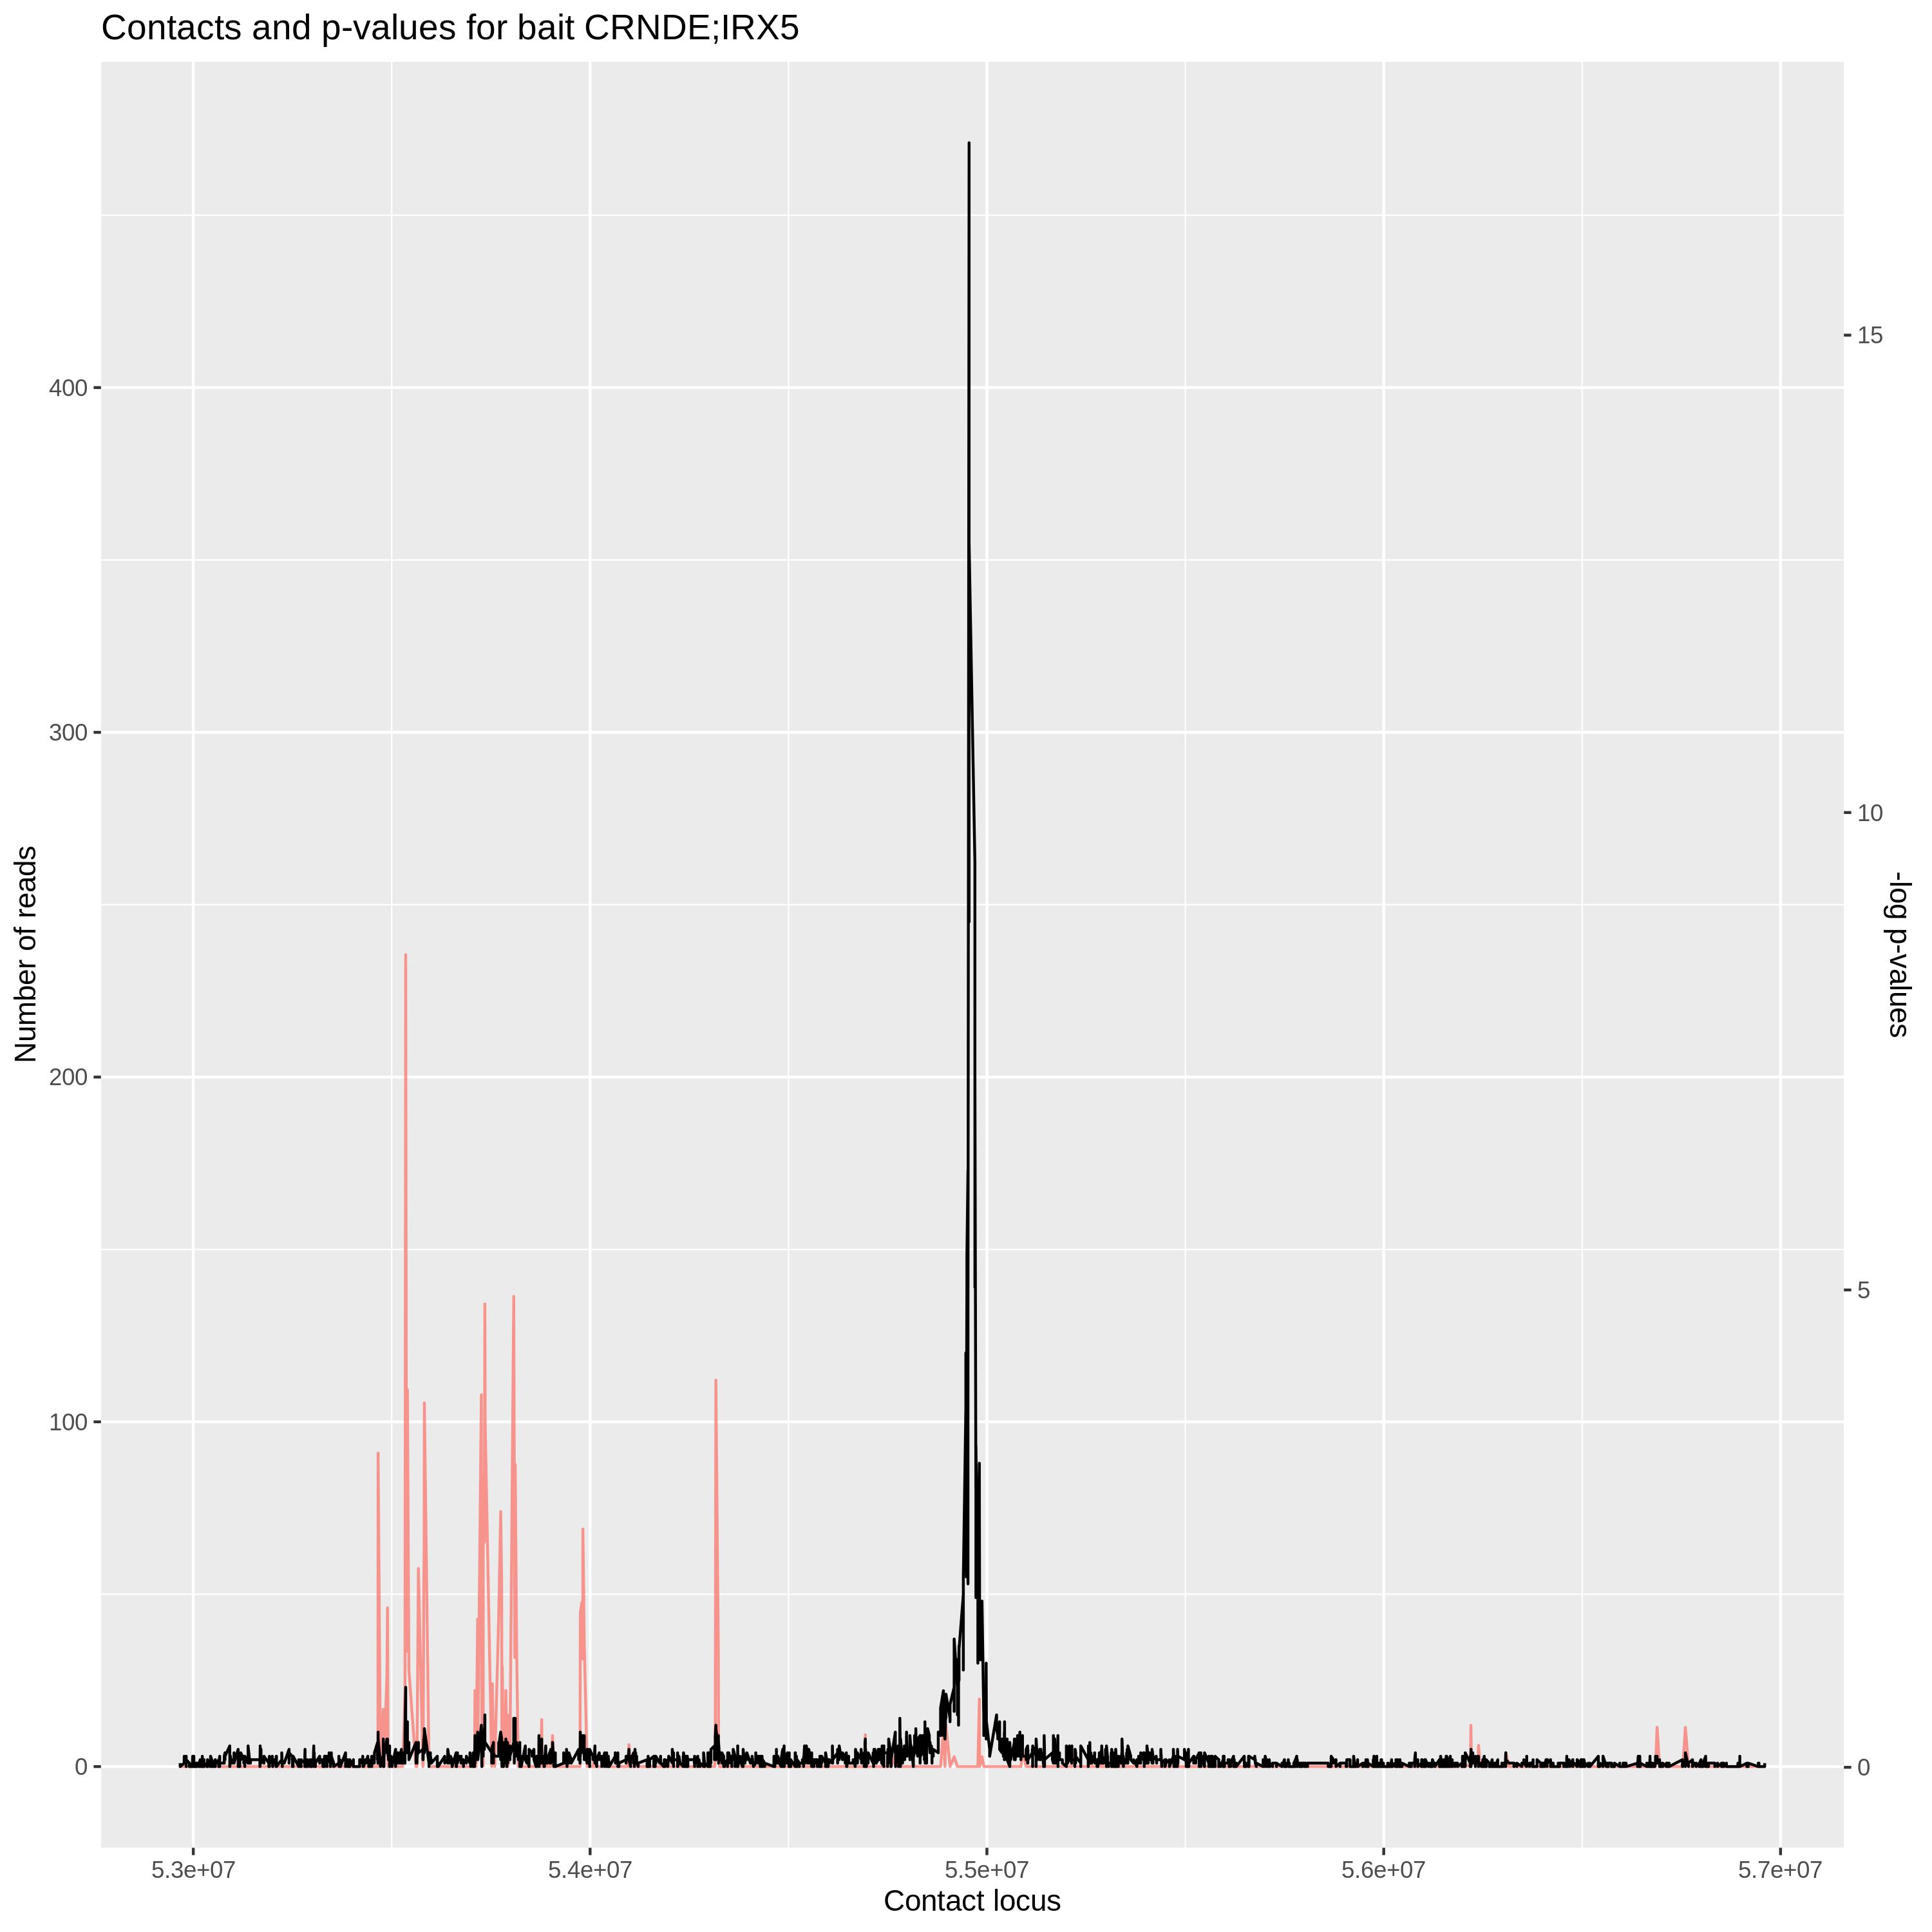 Contacts and p-values for bait CRNDE;IRX5
Number of reads
400
300
200
100
0
15
10
5
0
-log p-values
5.3e+07
5.4e+07
5.5e+07
5.6e+07
5.7e+07
Contact locus